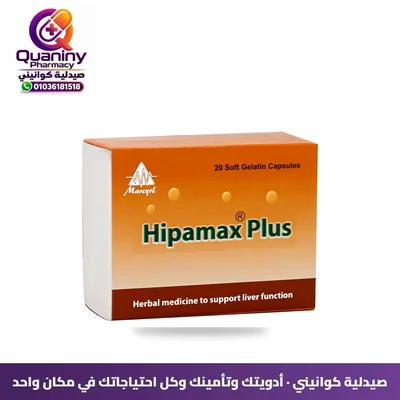 Quaniny
Pharmacy
صيدلية كوانيني
01036181518
20 Soft Gelatin Capsules
Marcyrl
Hipamax® Plus
Herbal medicine to support liver function
صيدلية كوانيني - أدويتك وتأمينك وكل احتياجاتك في مكان واحد